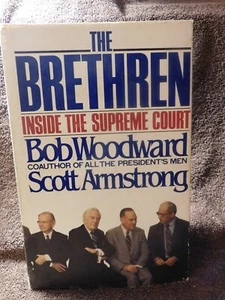 THE
BRETHREN
INSIDE THE SUPREME COURT
Bob Woodward
COAUTHOR OF ALL THE PRESIDENT'S MEN
Scott Armstrong